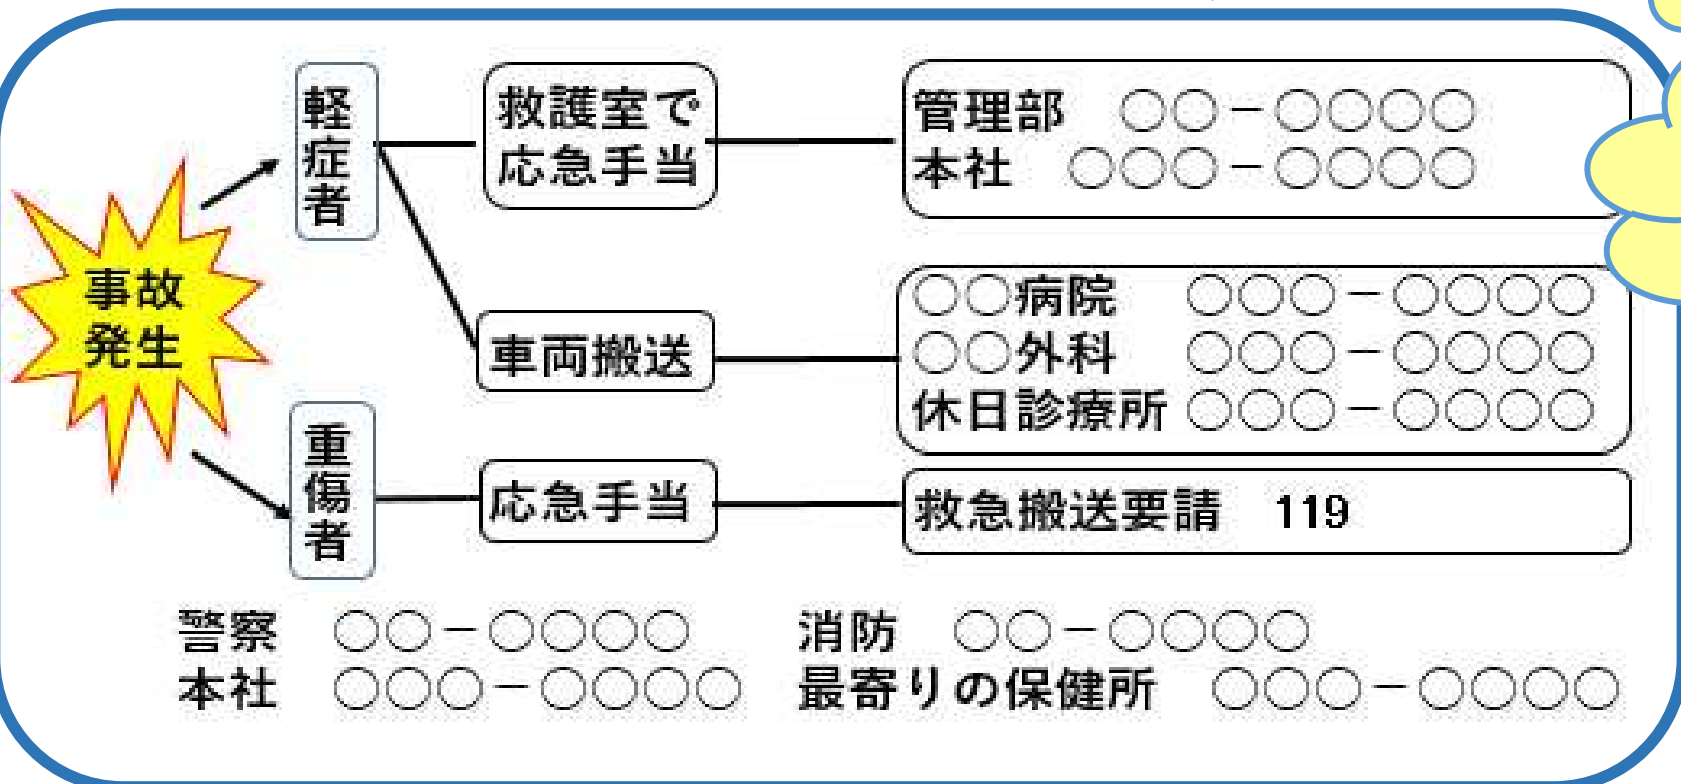 事故
発生
軽
症
者
救護室で
応急手当
管理部 ○○－○○○○
本社 ○○○－○○○○
車両搬送
○○病院 ○○○－○○○○
○○外科 ○○○－○○○○
休日診療所 ○○○－○○○○
重
傷
者
応急手当
救急搬送要請 119
警察 ○○－○○○○
消防 ○○－○○○○
本社 ○○○－○○○○
最寄りの保健所 ○○○－○○○○